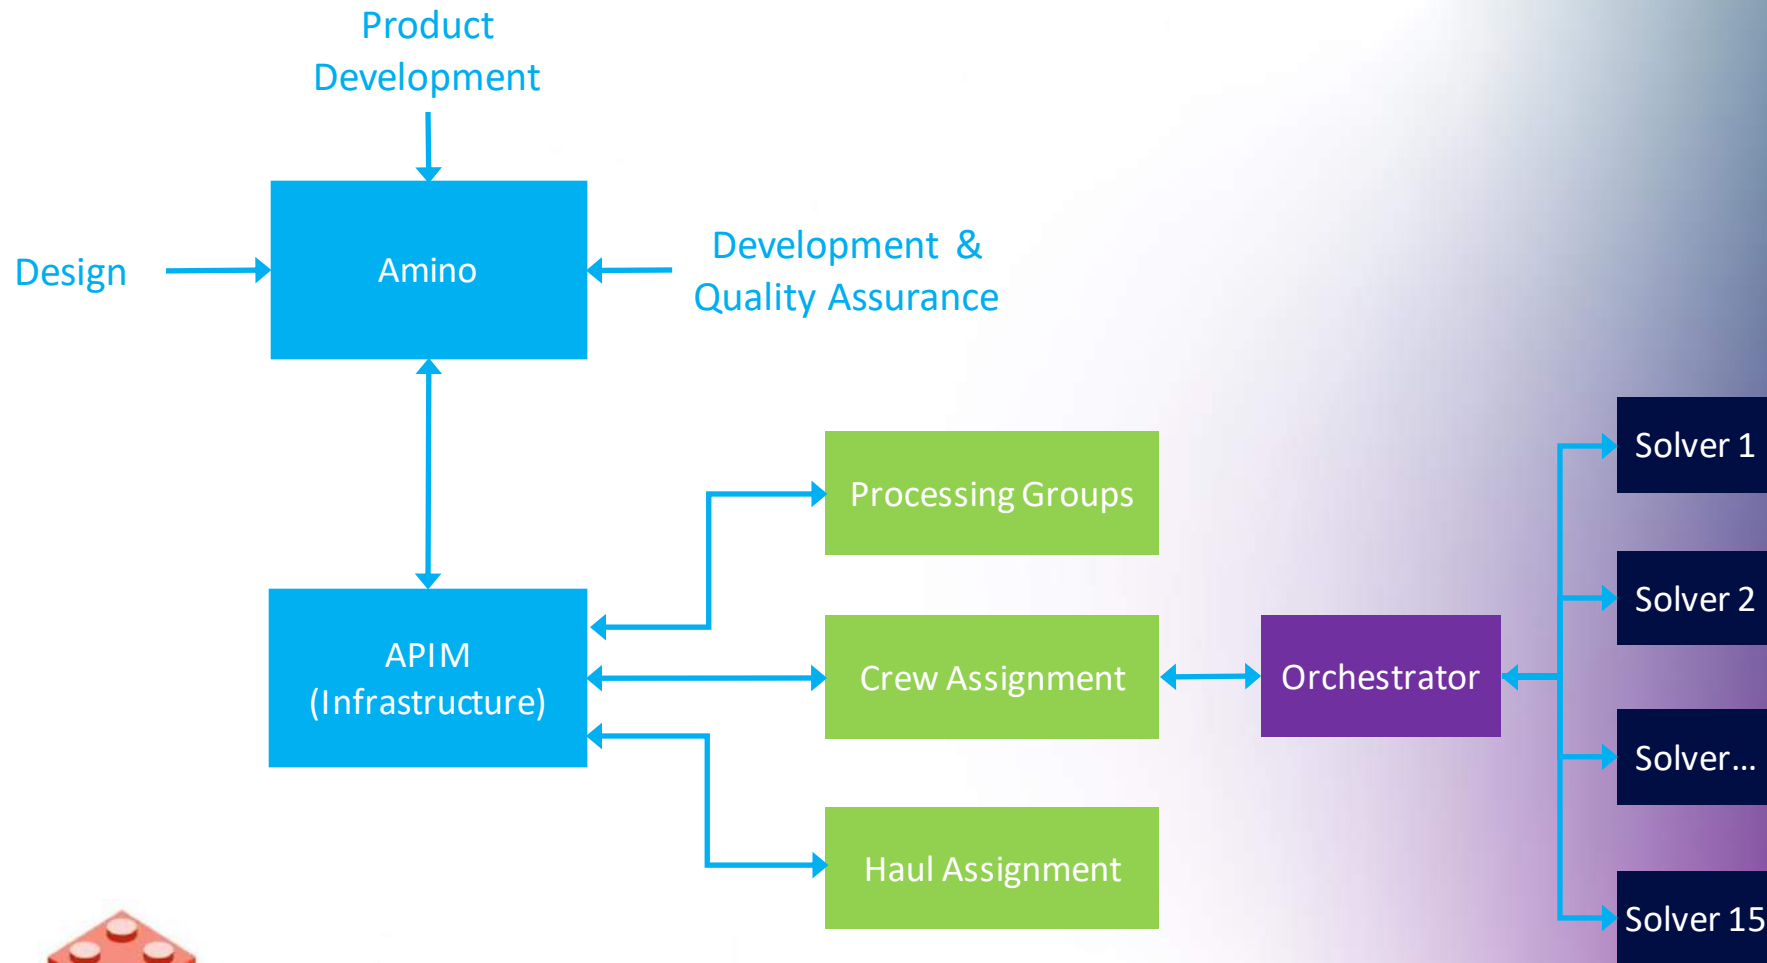 Product
Development
Design
Amino
Development &
Quality Assurance
APIM
(Infrastructure)
Processing Groups
Crew Assignment
Haul Assignment
Orchestrator
Solver 1
Solver 2
Solver...
Solver 15